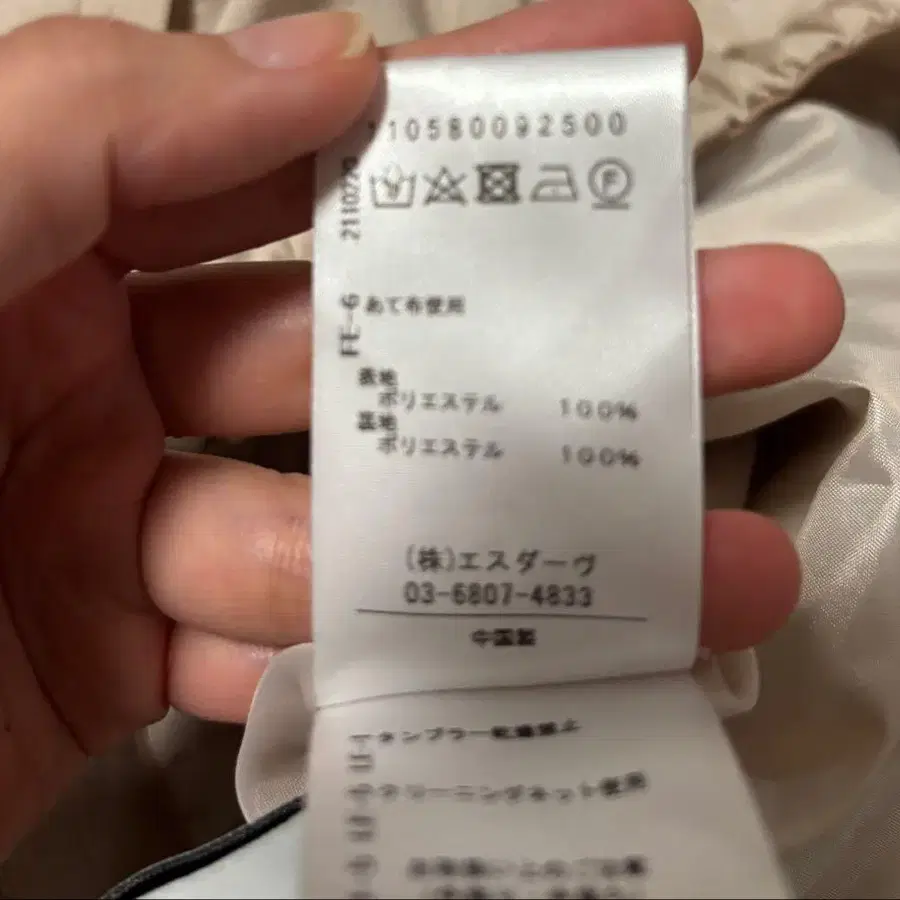 110580092500
F
FE-6
あて布使用
表地
ポリエステル 100%
裏地
ポリエステル 100%
(株)エスダーヴ
03-6807-4833
中国製
タンブラー乾燥禁止
クリーニングネット使用